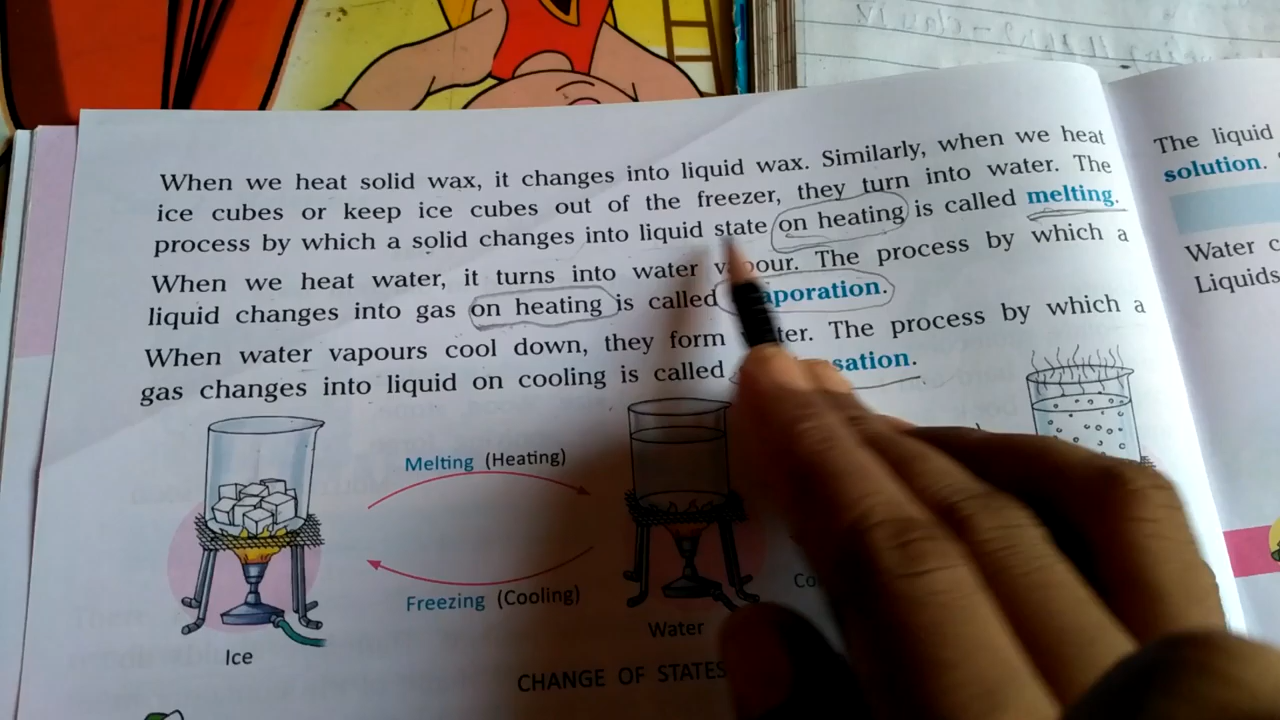 When we heat solid wax, it changes into liquid wax. Similarly, when we heat
ice cubes or keep ice cubes out of the freezer, they turn into water. The
process by which a solid changes into liquid state on heating is called melting.
When we heat water, it turns into water vapour. The process by which a
liquid changes into gas on heating is called
When water vapours cool down, they form The process by which a
gas changes into liquid on cooling is called
Melting (Heating)
Freezing (Cooling)
Ice
Water
CHANGE OF STATES
The liquid
solution.
Water
Liquids